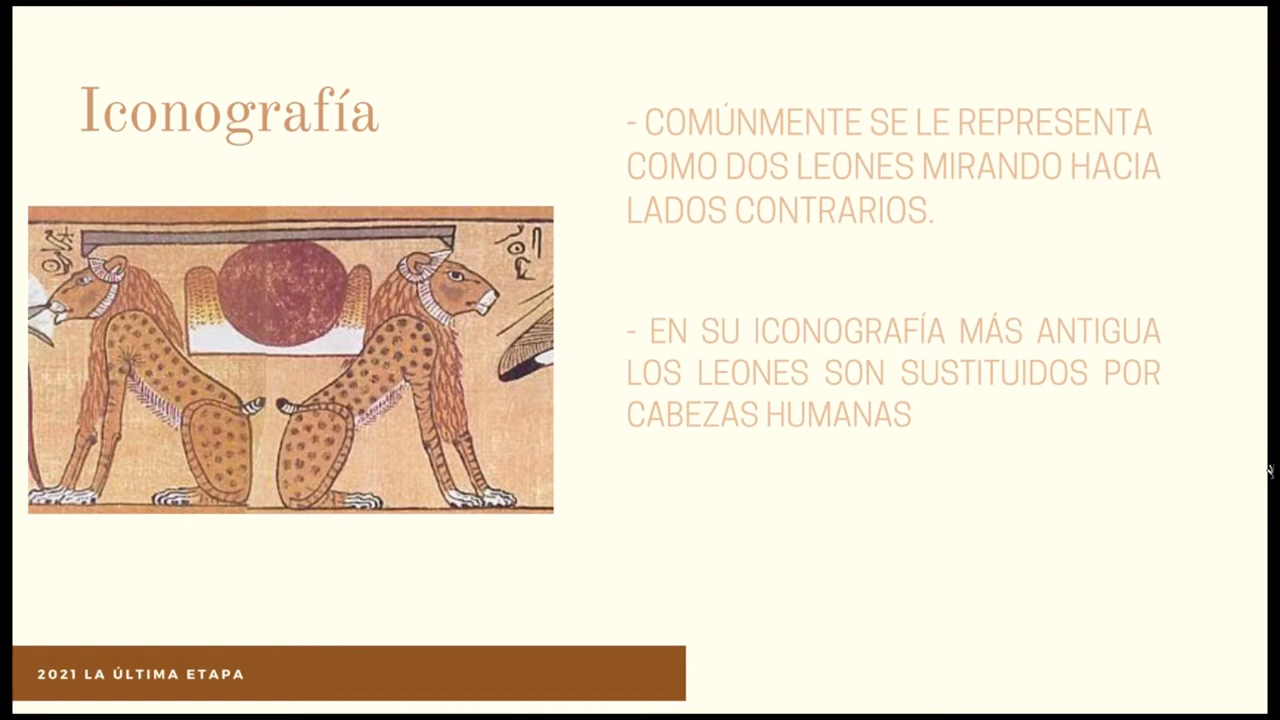 Iconografía
- COMÚNMENTE SE LE REPRESENTA
COMO DOS LEONES MIRANDO HACIA
LADOS CONTRARIOS.
- EN SU ICONOGRAFÍA MÁS ANTIGUA
LOS LEONES SON SUSTITUIDOS POR
CABEZAS HUMANAS
2021 LA ÚLTIMA ETAPA